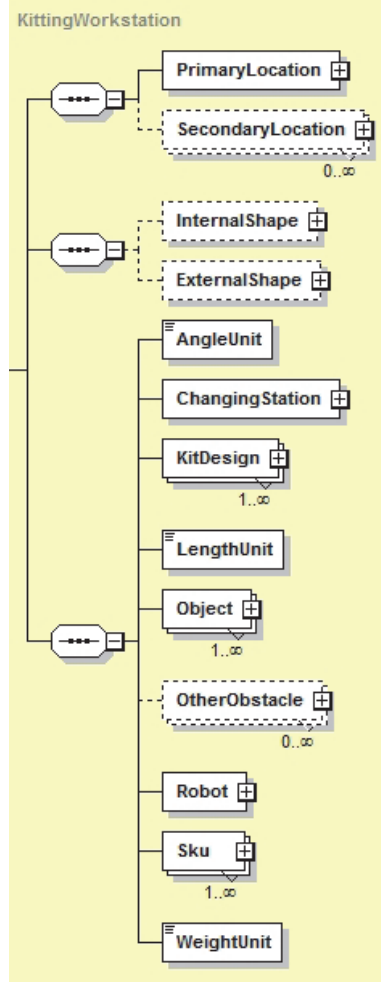 KittingWorkstation
PrimaryLocation
SecondaryLocation
0..∞
InternalShape
ExternalShape
AngleUnit
ChangingStation
KitDesign
1..∞
LengthUnit
Object
1..∞
OtherObstacle
0..∞
Robot
Sku
1..∞
WeightUnit